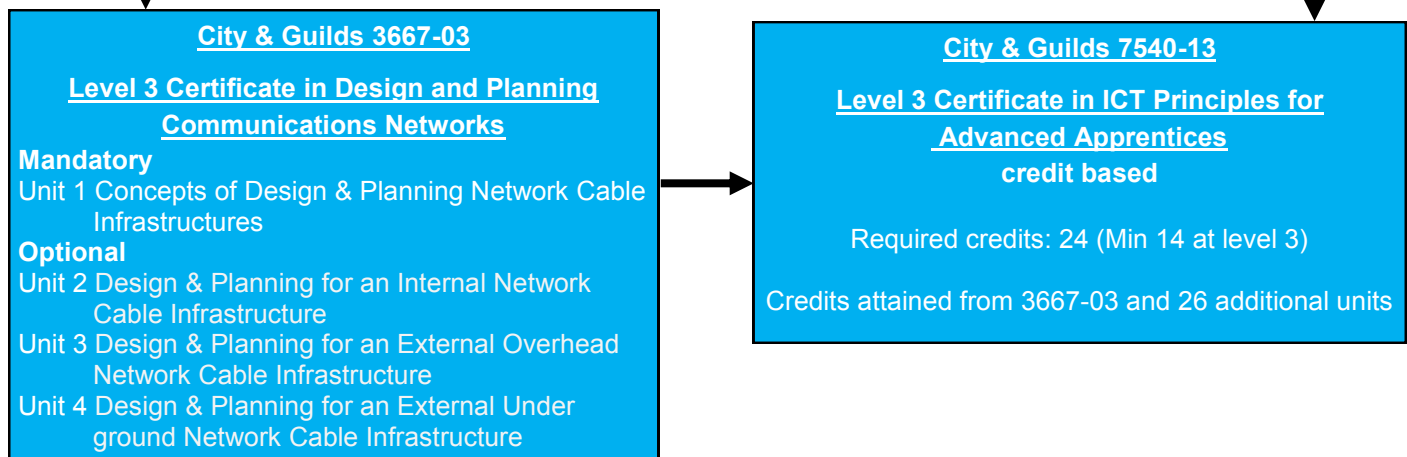 City & Guilds 3667-03
Level 3 Certificate in Design and Planning
Communications Networks
Mandatory
Unit 1 Concepts of Design & Planning Network Cable
Infrastructures
Optional
Unit 2 Design & Planning for an Internal Network
Cable Infrastructure
Unit 3 Design & Planning for an External Overhead
Network Cable Infrastructure
Unit 4 Design & Planning for an External Under
ground Network Cable Infrastructure
City & Guilds 7540-13
Level 3 Certificate in ICT Principles for
Advanced Apprentices
credit based
Required credits: 24 (Min 14 at level 3)
Credits attained from 3667-03 and 26 additional units